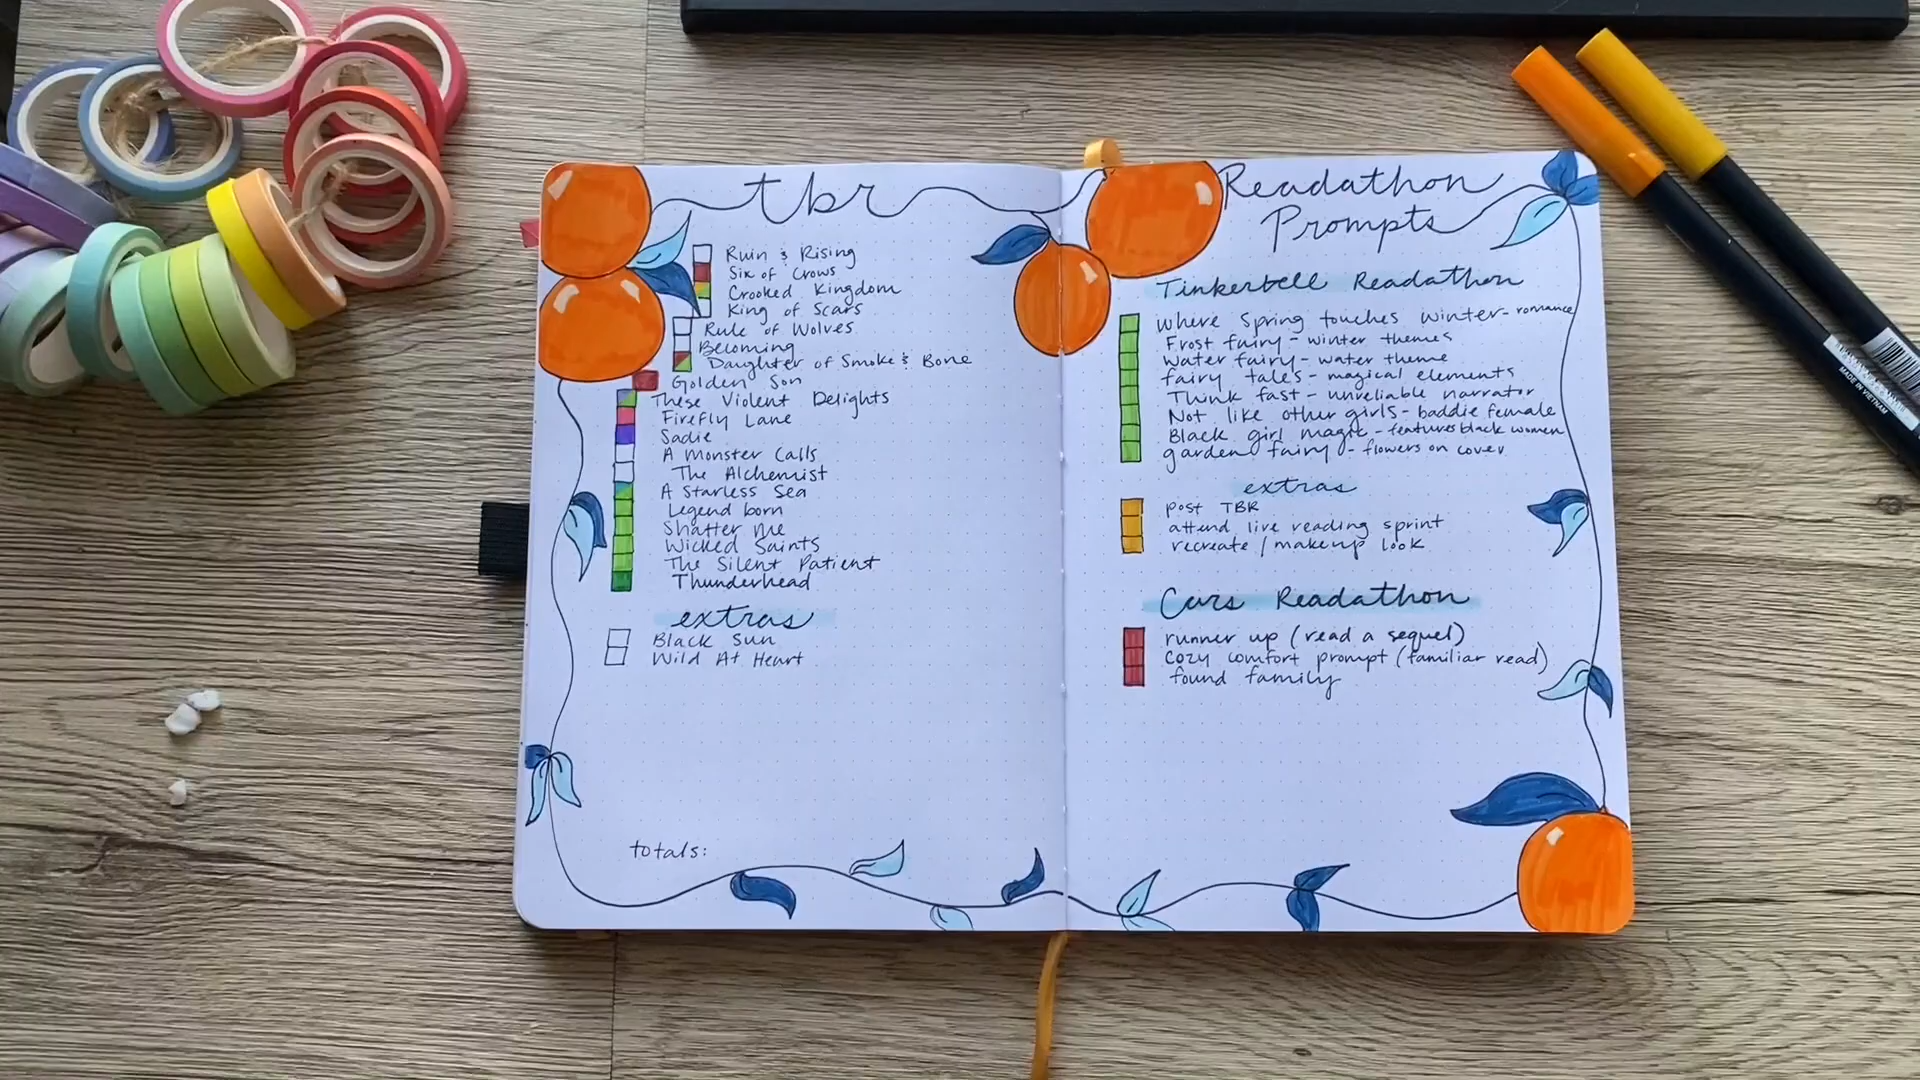 tbr
Ruin & Rising
Six of Crows
Crooked Kingdom
King of Scars
Rule of Wolves
Becoming
Daughter of Smoke & Bone
Golden Son
These Violent Delights
Firefly Lane
Sadie
A Monster Calls
The Alchemist
A Starless Sea
Legend born
Shatter Me
Wicked Saints
The Silent Patient
Thunderhead
extras
Black Sun
Wild At Heart
totals:
Readathon
Prompts
Tinkerbell Readathon
Where Spring touches winter - romance
Frost fairy - winter themes
Water fairy - water theme
fairy tales - magical elements
Think fast - unreliable narrator
Not like other girls - baddie female
Black girl magic - features black women
garden fairy - flowers on cover
extras
post TBR
attend live reading sprint
recreate / makeup look
Cars Readathon
runner up (read a sequel)
cozy comfort prompt (familiar read)
found family
MADE IN VIETNAM